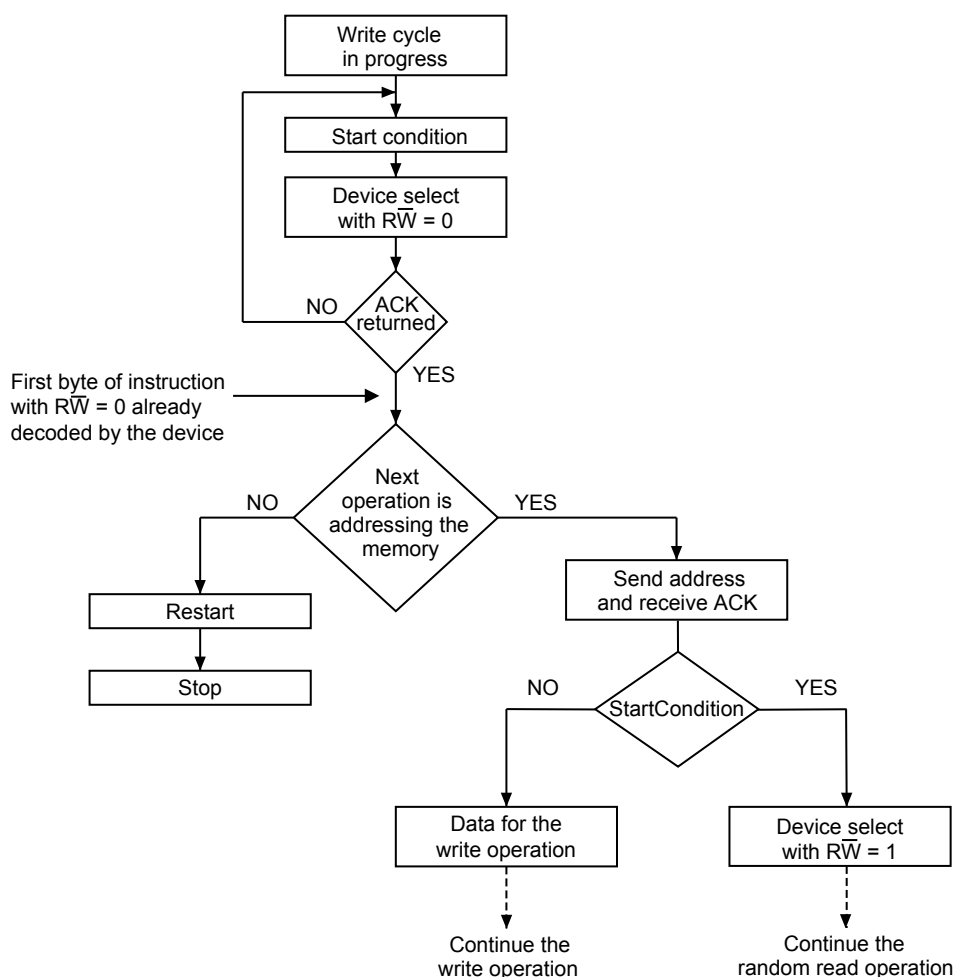 Write cycle
in progress
Start condition
Device select
with RW̅ = 0
NO
ACK
returned
YES
First byte of instruction
with RW̅ = 0 already
decoded by the device
Next
operation is
addressing the
memory
NO
YES
Send address
and receive ACK
Restart
Stop
NO
YES
StartCondition
Data for the
write operation
Device select
with RW̅ = 1
Continue the
write operation
Continue the
random read operation